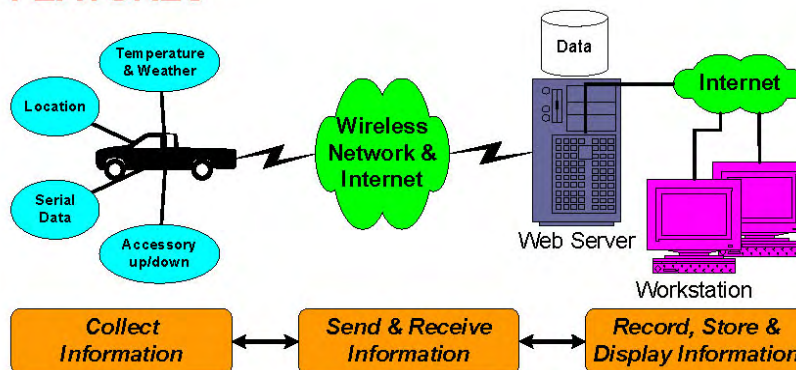 Temperature
& Weather
Location
Serial
Data
Accessory
up/down
Wireless
Network &
Internet
Data
Internet
Web Server
Workstation
Collect
Information
Send & Receive
Information
Record, Store &
Display Information